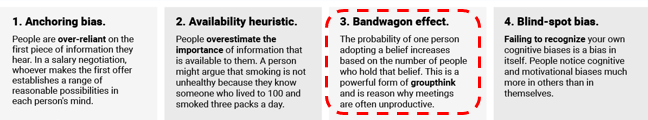 1. Anchoring bias.
People are over-reliant on the
first piece of information they
hear. In a salary negotiation,
whoever makes the first offer
establishes a range of
reasonable possibilities in
each person's mind.
2. Availability heuristic.
People overestimate the
importance of information that
is available to them. A person
might argue that smoking is not
unhealthy because they know
someone who lived to 100 and
smoked three packs a day.
3. Bandwagon effect.
The probability of one person
adopting a belief increases
based on the number of people
who hold that belief. This is a
powerful form of groupthink
and is reason why meetings
are often unproductive.
4. Blind-spot bias.
Failing to recognize your own
cognitive biases is a bias in
itself. People notice cognitive
and motivational biases much
more in others than in
themselves.